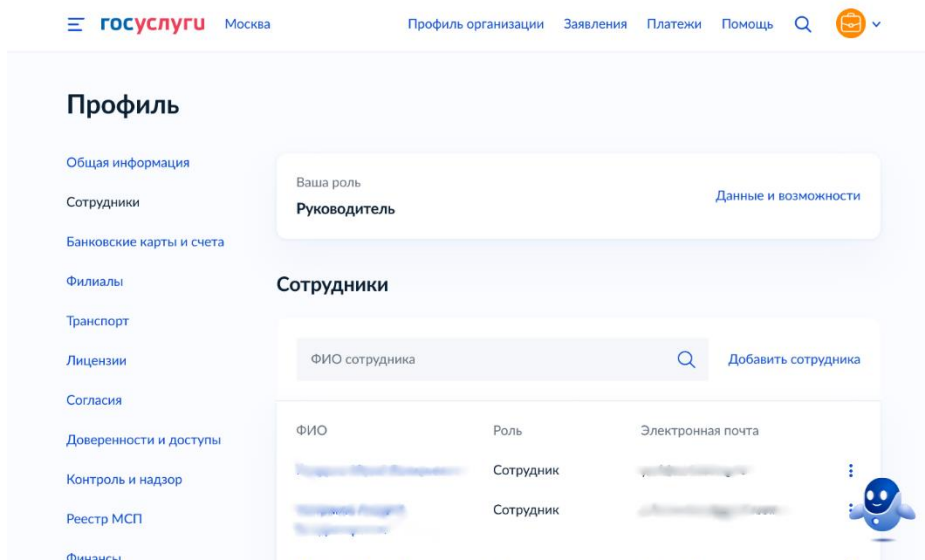 госуслуги Москва Профиль организации Заявления Платежи Помощь
Профиль
Общая информация
Сотрудники
Банковские карты и счета
Филиалы
Транспорт
Лицензии
Согласия
Доверенности и доступы
Контроль и надзор
Реестр МСП
Финансы
Ваша роль
Руководитель
Данные и возможности
Сотрудники
ФИО сотрудника Добавить сотрудника
ФИО Роль Электронная почта
Сотрудник
Сотрудник